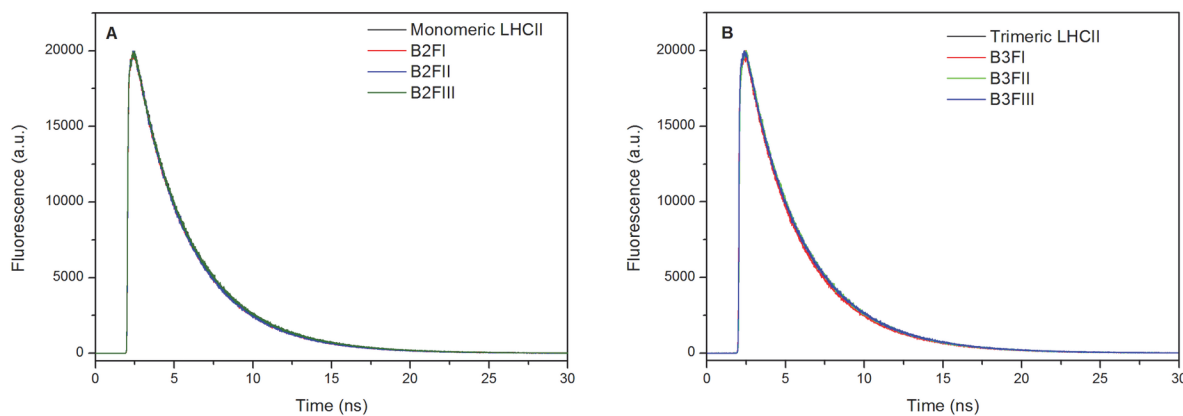 A
Monomeric LHCII
B2FI
B2FII
B2FIII
20000
15000
10000
5000
0
Fluorescence (a.u.)
0 5 10 15 20 25 30
Time (ns)
B
Trimeric LHCII
B3FI
B3FII
B3FIII
20000
15000
10000
5000
0
Fluorescence (a.u.)
0 5 10 15 20 25 30
Time (ns)